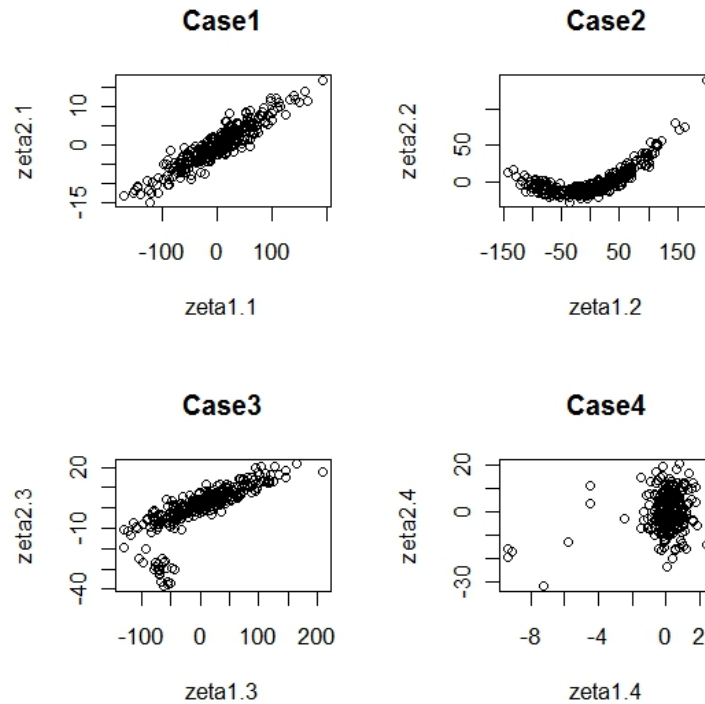 Case1
zeta2.1
-15 0 10
-100 0 100
zeta1.1
Case2
zeta2.2
0 50
-150 -50 50 150
zeta1.2
Case3
zeta2.3
-40 -10 20
-100 0 100 200
zeta1.3
Case4
zeta2.4
-30 0 20
-8 -4 0 2
zeta1.4